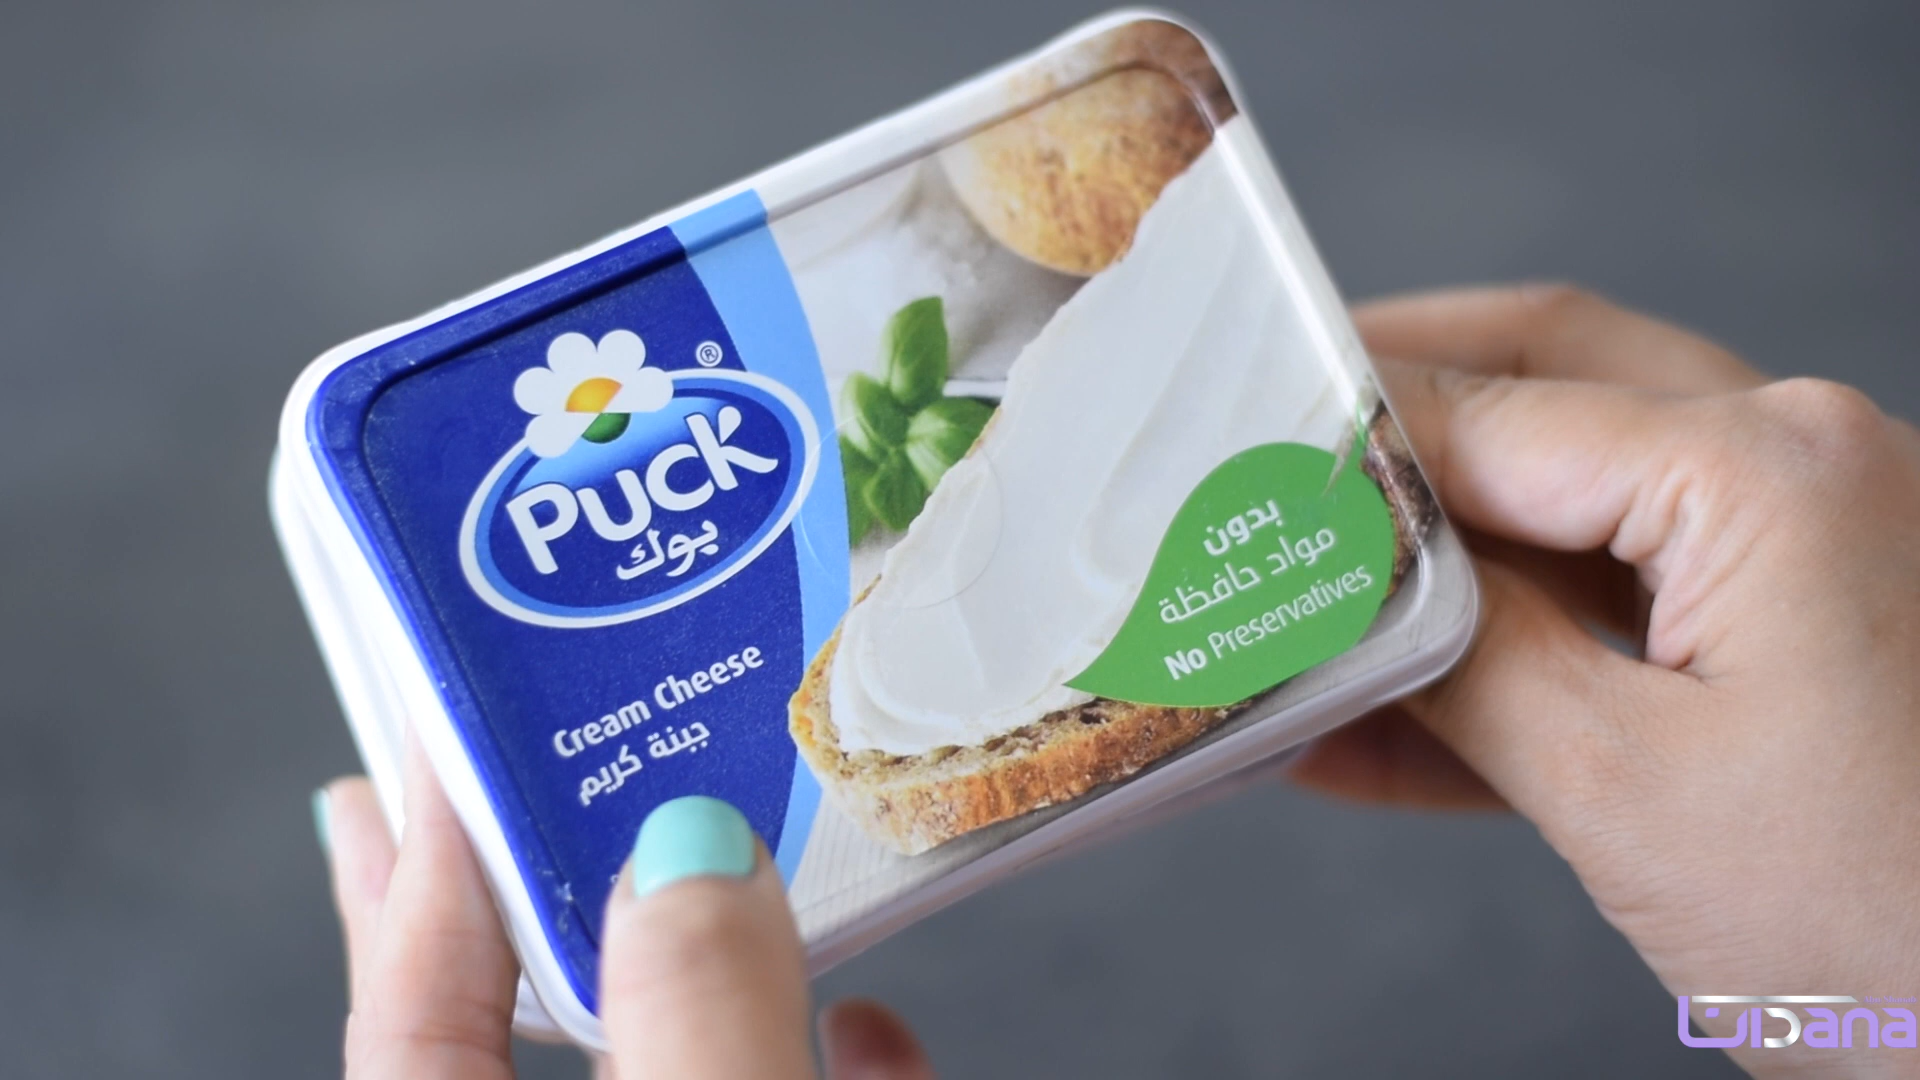 ®
Puck
بوك
Cream Cheese
جبنة كريم
بدون
مواد حافظة
No Preservatives
Dana